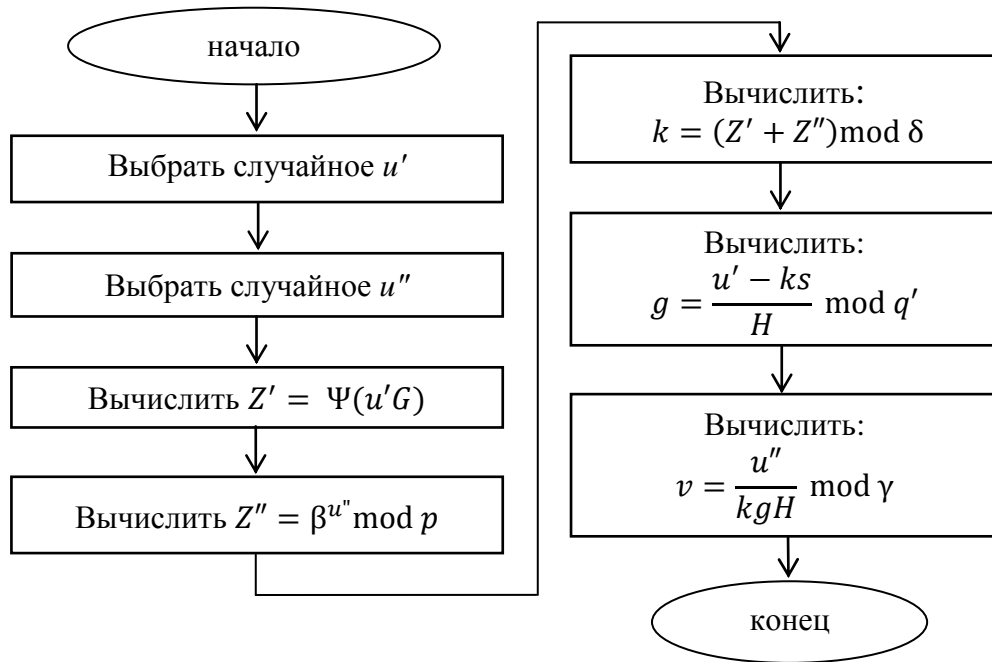 начало
Выбрать случайное u′
Выбрать случайное u″
Вычислить Z′ = Ψ(u′G)
Вычислить Z″ = β^u" mod p
Вычислить:
k = (Z′ + Z″)mod δ
Вычислить:
g = (u′ − ks)/H mod q′
Вычислить:
v = u″/kgH mod γ
конец